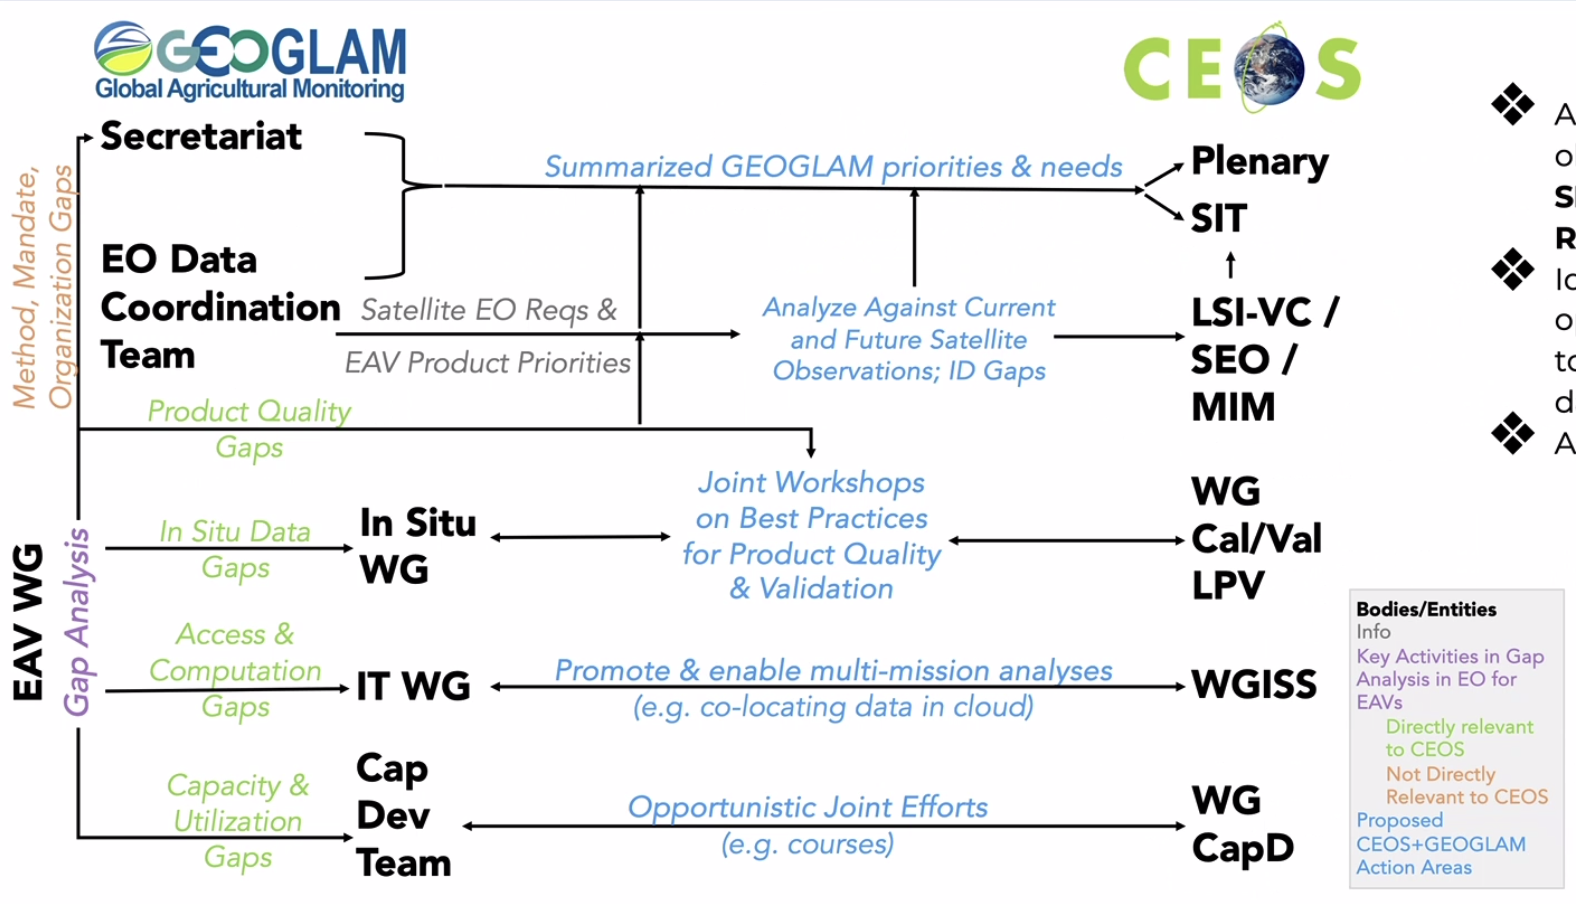 GEOGLAM
Global Agricultural Monitoring
CEOS
Secretariat
EO Data
Coordination
Team
Method, Mandate,
Organization Gaps
Summarized GEOGLAM priorities & needs
Plenary
SIT
Satellite EO Reqs &
EAV Product Priorities
Analyze Against Current
and Future Satellite
Observations; ID Gaps
LSI-VC /
SEO /
MIM
Product Quality
Gaps
EAV WG
Gap Analysis
In Situ Data
Gaps
In Situ
WG
Joint Workshops
on Best Practices
for Product Quality
& Validation
WG
Cal/Val
LPV
Access &
Computation
Gaps
IT WG
Promote & enable multi-mission analyses
(e.g. co-locating data in cloud)
WGISS
Capacity &
Utilization
Gaps
Cap
Dev
Team
Opportunistic Joint Efforts
(e.g. courses)
WG
CapD
Bodies/Entities
Info
Key Activities in Gap
Analysis in EO for
EAVs
Directly relevant
to CEOS
Not Directly
Relevant to CEOS
Proposed
CEOS+GEOGLAM
Action Areas